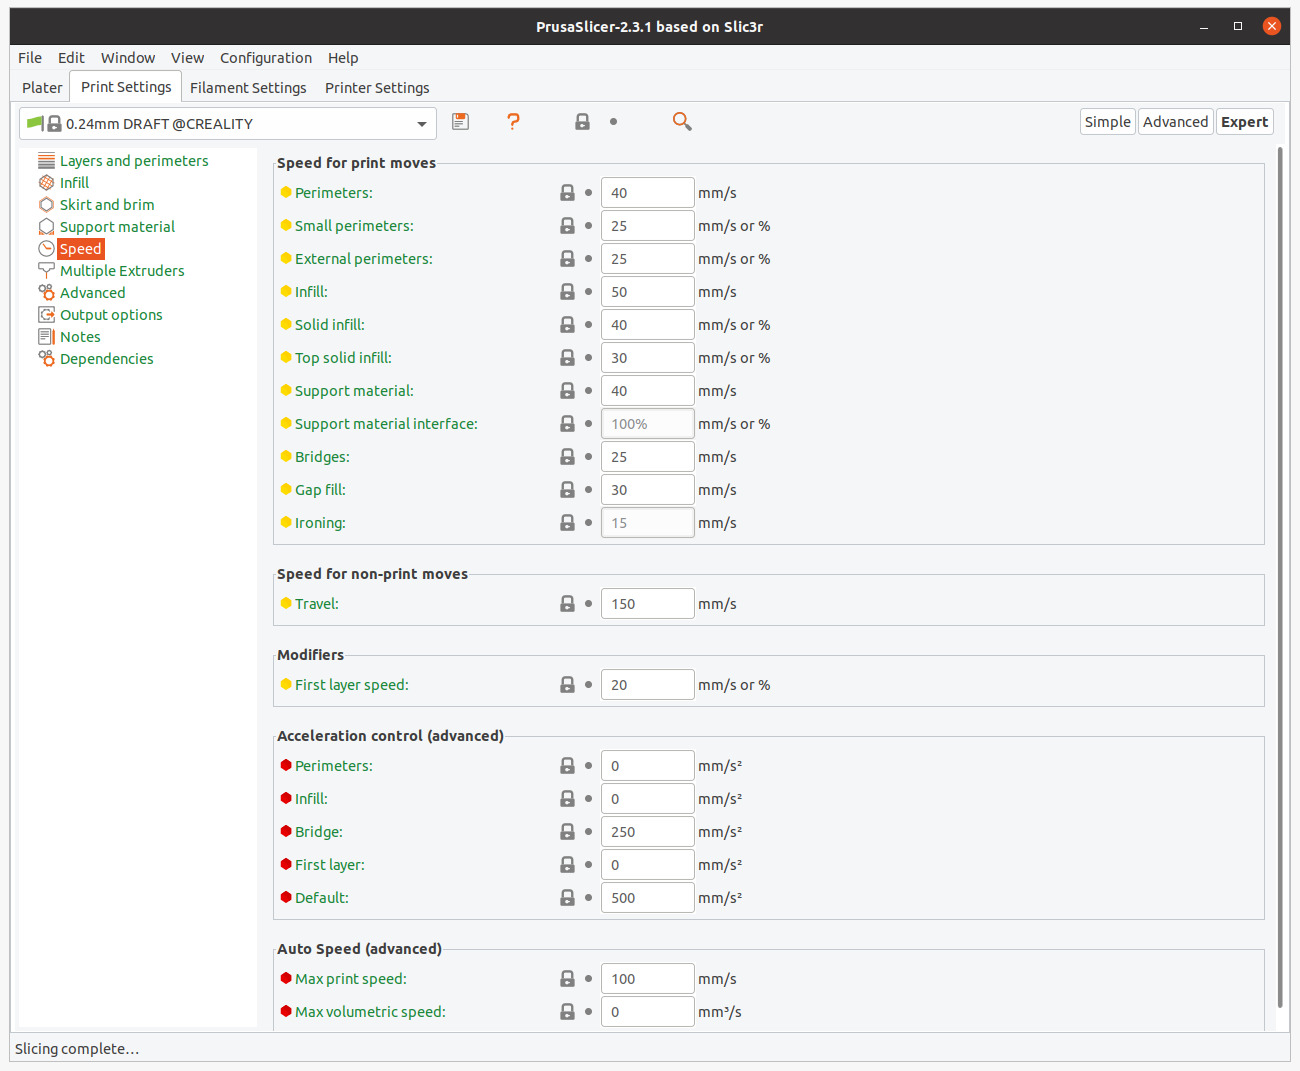 PrusaSlicer-2.3.1 based on Slic3r
File Edit Window View Configuration Help
Plater Print Settings Filament Settings Printer Settings
0.24mm DRAFT @CREALITY ? Simple Advanced Expert
Layers and perimeters
Infill
Skirt and brim
Support material
Speed
Multiple Extruders
Advanced
Output options
Notes
Dependencies
Speed for print moves
Perimeters: 40 mm/s
Small perimeters: 25 mm/s or %
External perimeters: 25 mm/s or %
Infill: 50 mm/s
Solid infill: 40 mm/s or %
Top solid infill: 30 mm/s or %
Support material: 40 mm/s
Support material interface: 100% mm/s or %
Bridges: 25 mm/s
Gap fill: 30 mm/s
Ironing: 15 mm/s
Speed for non-print moves
Travel: 150 mm/s
Modifiers
First layer speed: 20 mm/s or %
Acceleration control (advanced)
Perimeters: 0 mm/s²
Infill: 0 mm/s²
Bridge: 250 mm/s²
First layer: 0 mm/s²
Default: 500 mm/s²
Auto Speed (advanced)
Max print speed: 100 mm/s
Max volumetric speed: 0 mm³/s
Slicing complete…